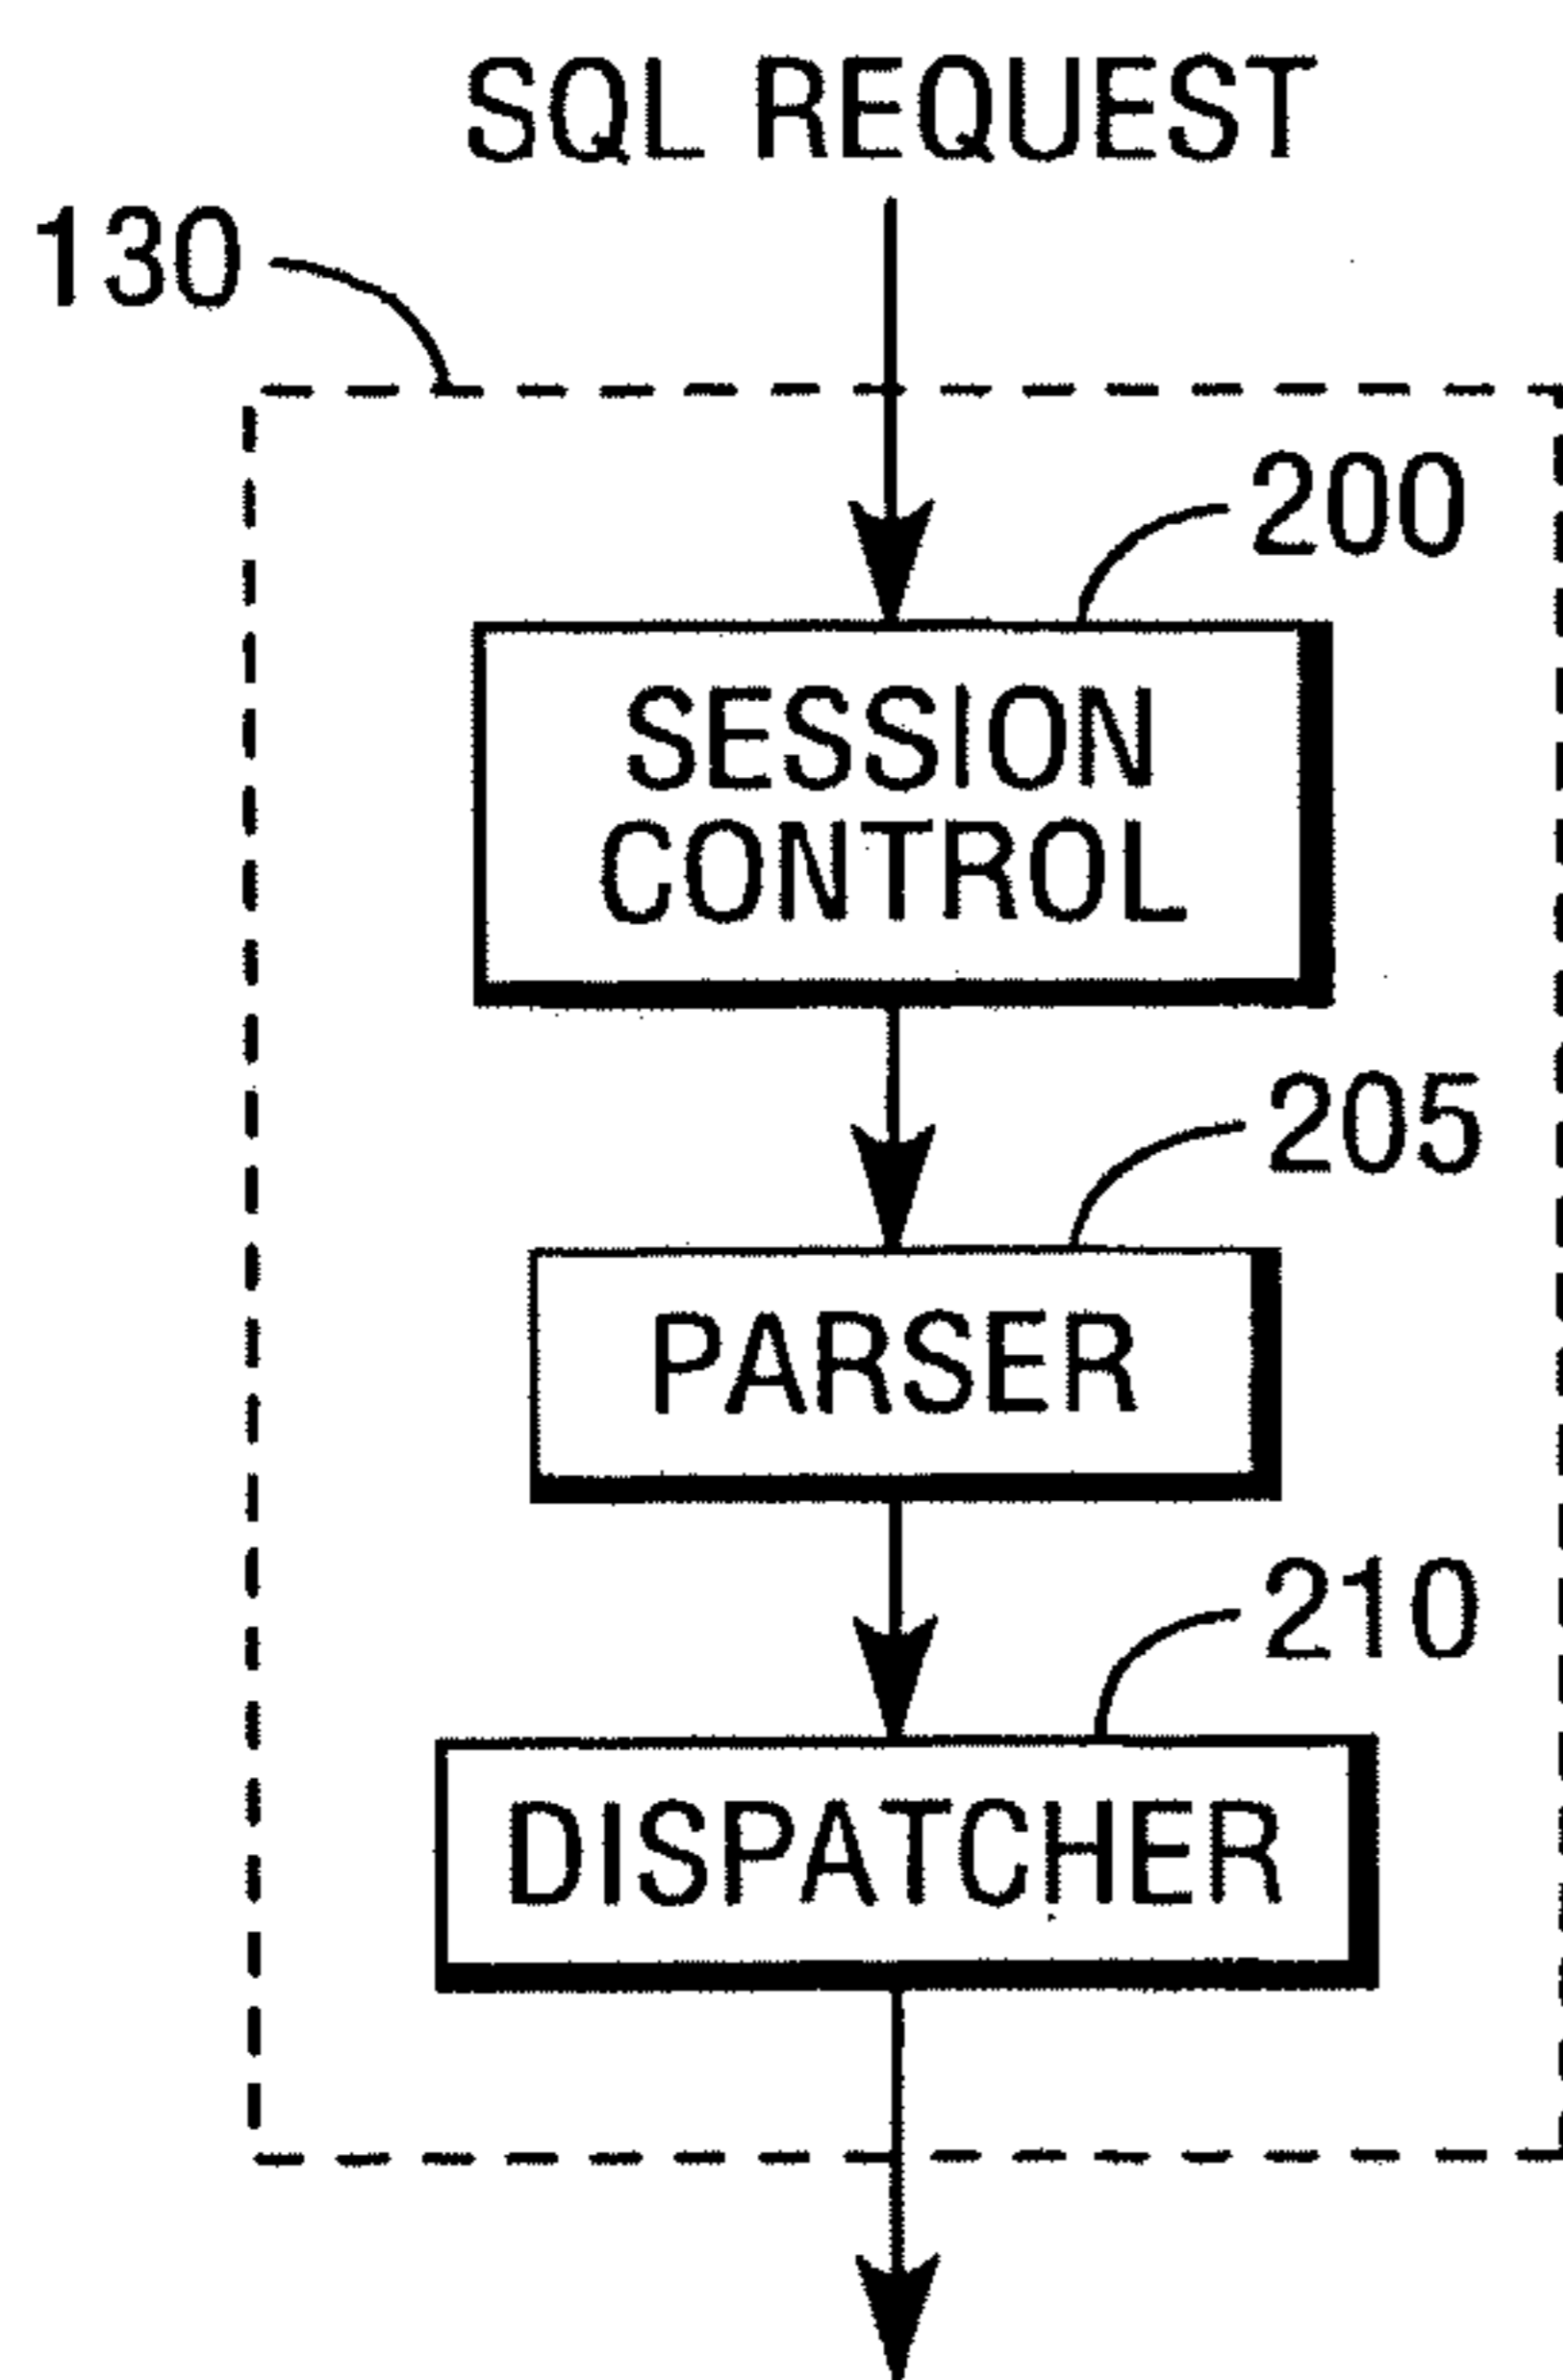 SQL REQUEST
130
200
SESSION
CONTROL
205
PARSER
210
DISPATCHER